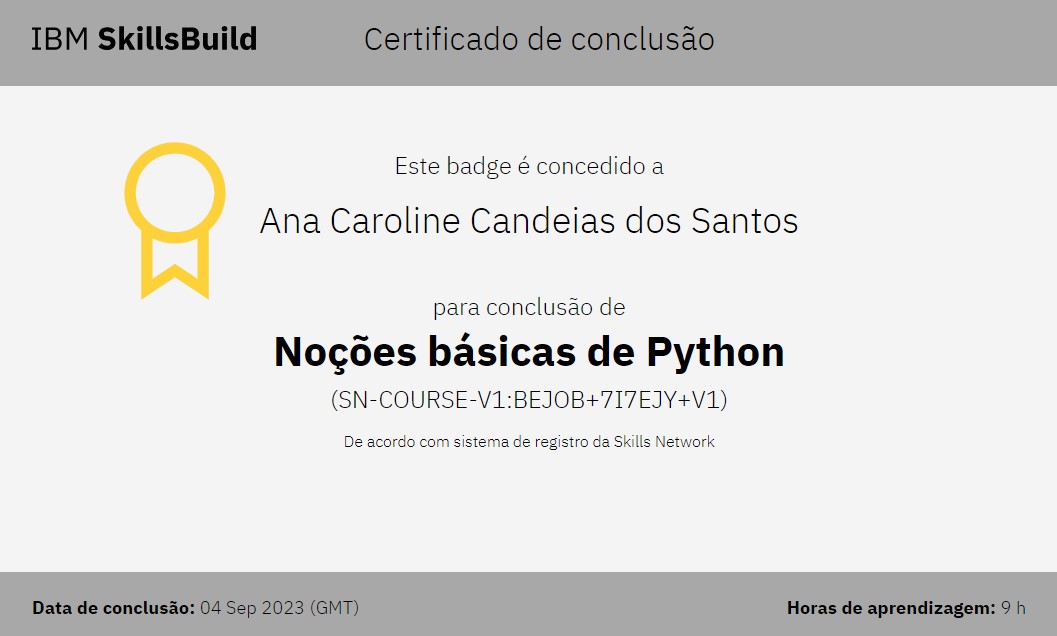 IBM SkillsBuild
Certificado de conclusão
Este badge é concedido a
Ana Caroline Candeias dos Santos
para conclusão de
Noções básicas de Python
(SN-COURSE-V1:BEJOB+7I7EJY+V1)
De acordo com sistema de registro da Skills Network
Data de conclusão: 04 Sep 2023 (GMT)
Horas de aprendizagem: 9 h